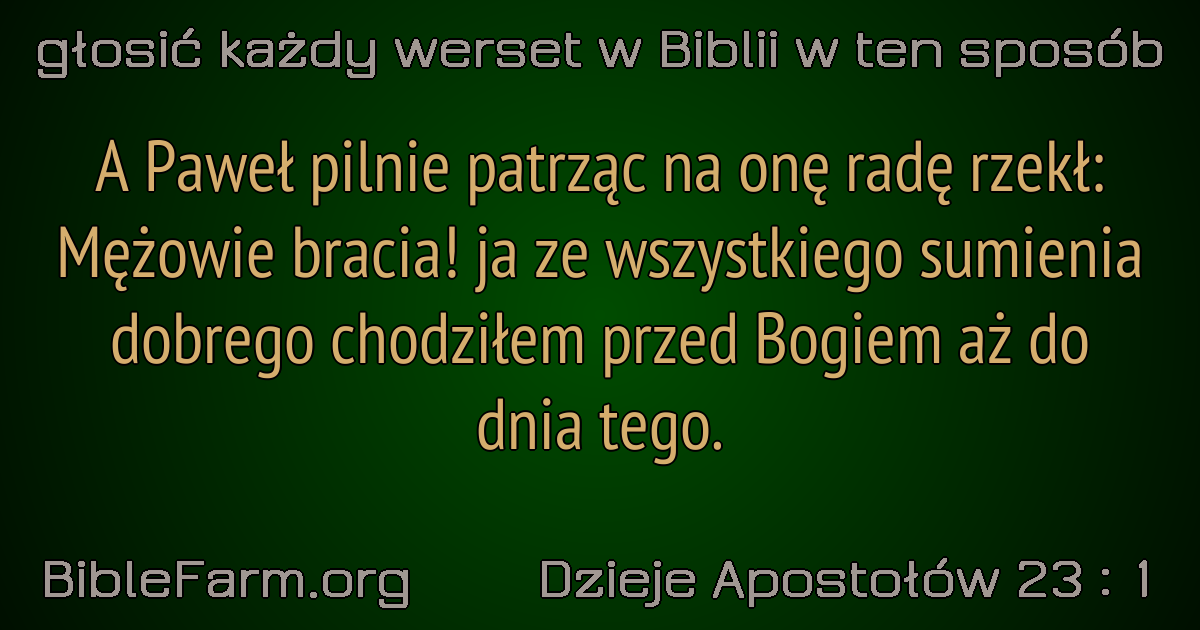 głosić każdy werset w Biblii w ten sposób
A Paweł pilnie patrząc na onę radę rzekł:
Mężowie bracia! ja ze wszystkiego sumienia
dobrego chodziłem przed Bogiem aż do
dnia tego.
BibleFarm.org Dzieje Apostołów 23 : 1